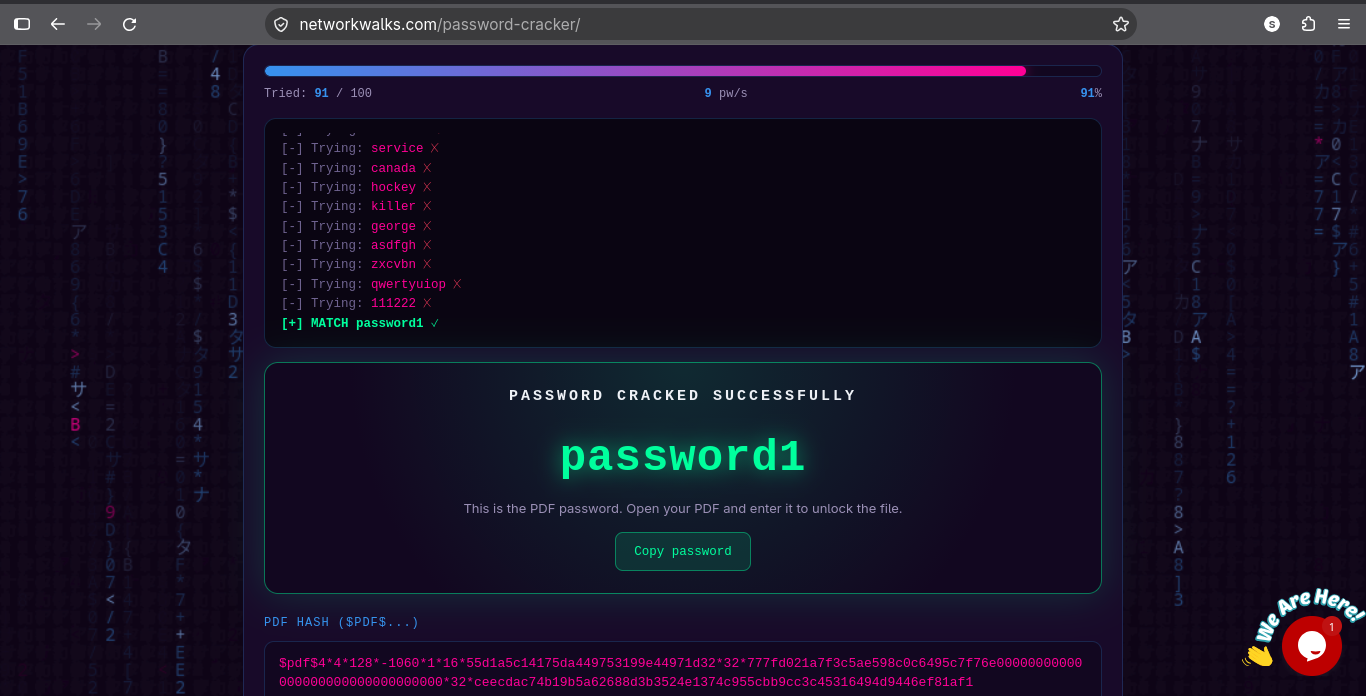 networkwalks.com/password-cracker/
S
Tried: 91 / 100
9 pw/s
91%
[-] Trying: service X
[-] Trying: canada X
[-] Trying: hockey X
[-] Trying: killer X
[-] Trying: george X
[-] Trying: asdfgh X
[-] Trying: zxcvbn X
[-] Trying: qwertyuiop X
[-] Trying: 111222 X
[+] MATCH password1 ✓
PASSWORD CRACKED SUCCESSFULLY
password1
This is the PDF password. Open your PDF and enter it to unlock the file.
Copy password
PDF HASH ($PDF$...)
$pdf$4*4*128*-1060*1*16*55d1a5c14175da449753199e44971d32*32*777fd021a7f3c5ae598c0c6495c7f76e00000000000
0000000000000000000000*32*ceecdac74b19b5a62688d3b3524e1374c955cbb9cc3c45316494d9446ef81af1
We Are Here!
1